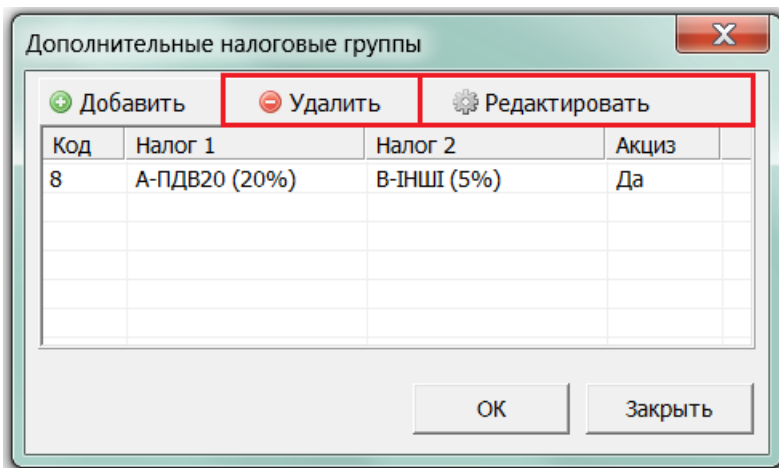 Дополнительные налоговые группы
Добавить Удалить Редактировать
Код Налог 1 Налог 2 Акциз
8 А-ПДВ20 (20%) В-ІНШІ (5%) Да
ОК Закрыть